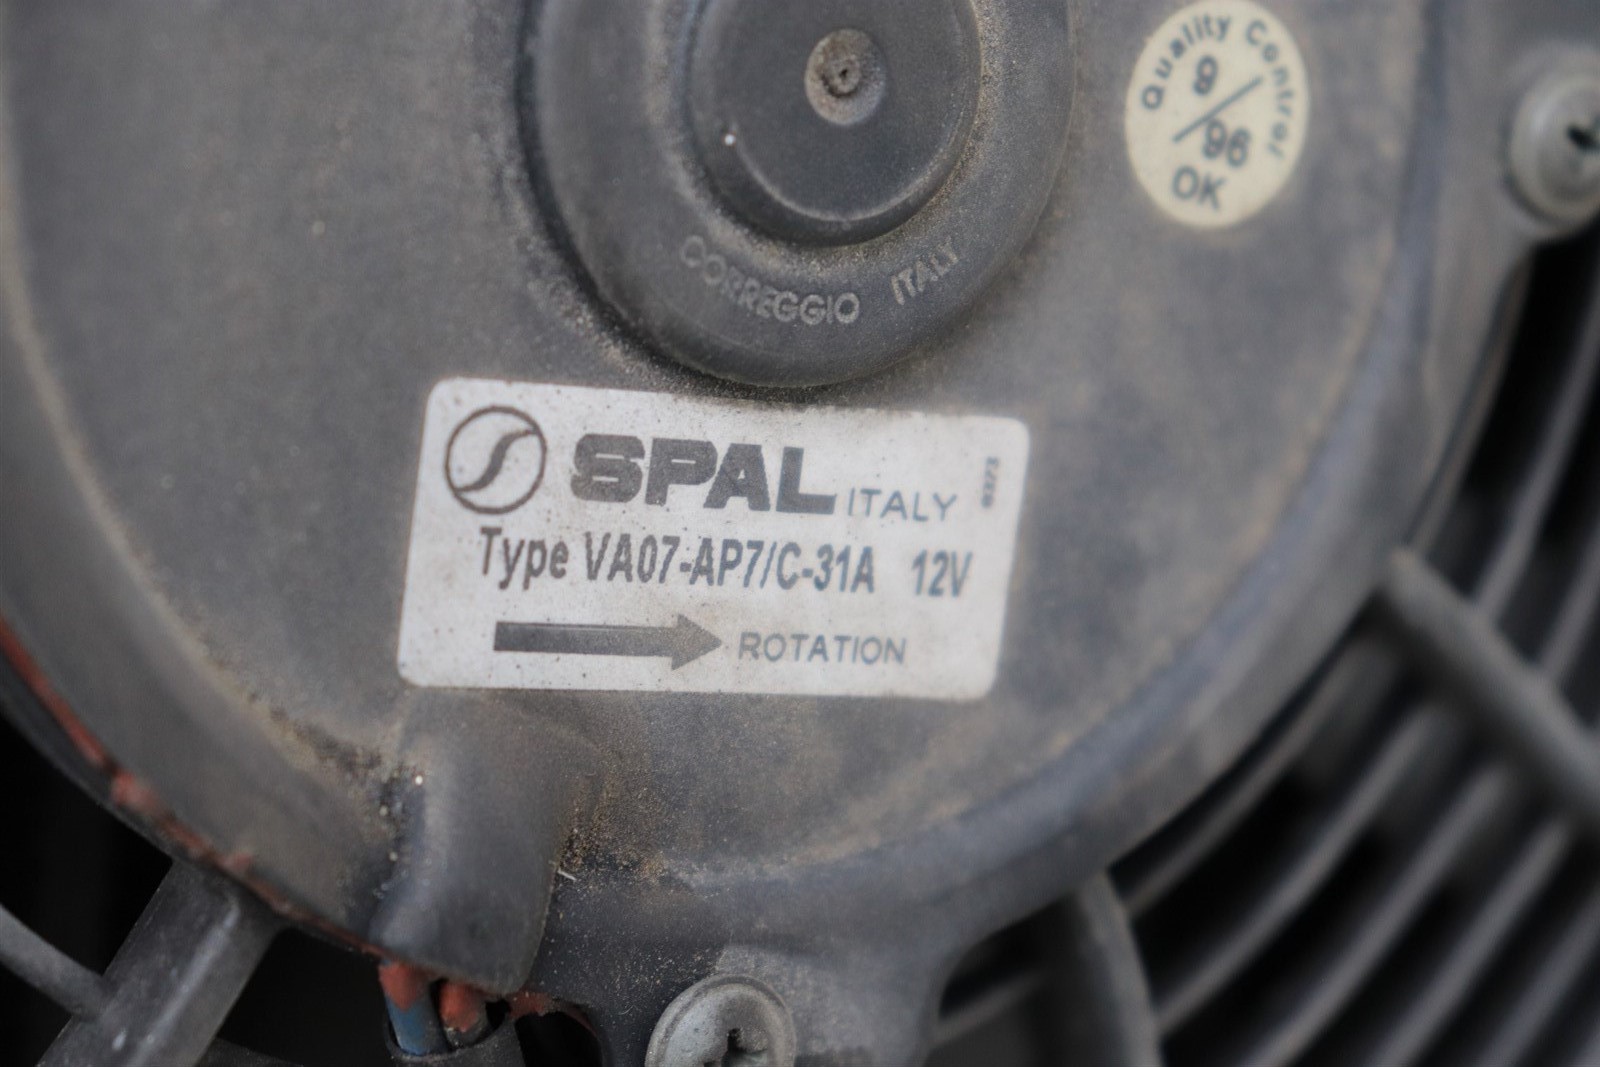 Quality Control
9/96
OK
CORREGGIO ITALY
SPAL ITALY
Type VA07-AP7/C-31A 12V
ROTATION